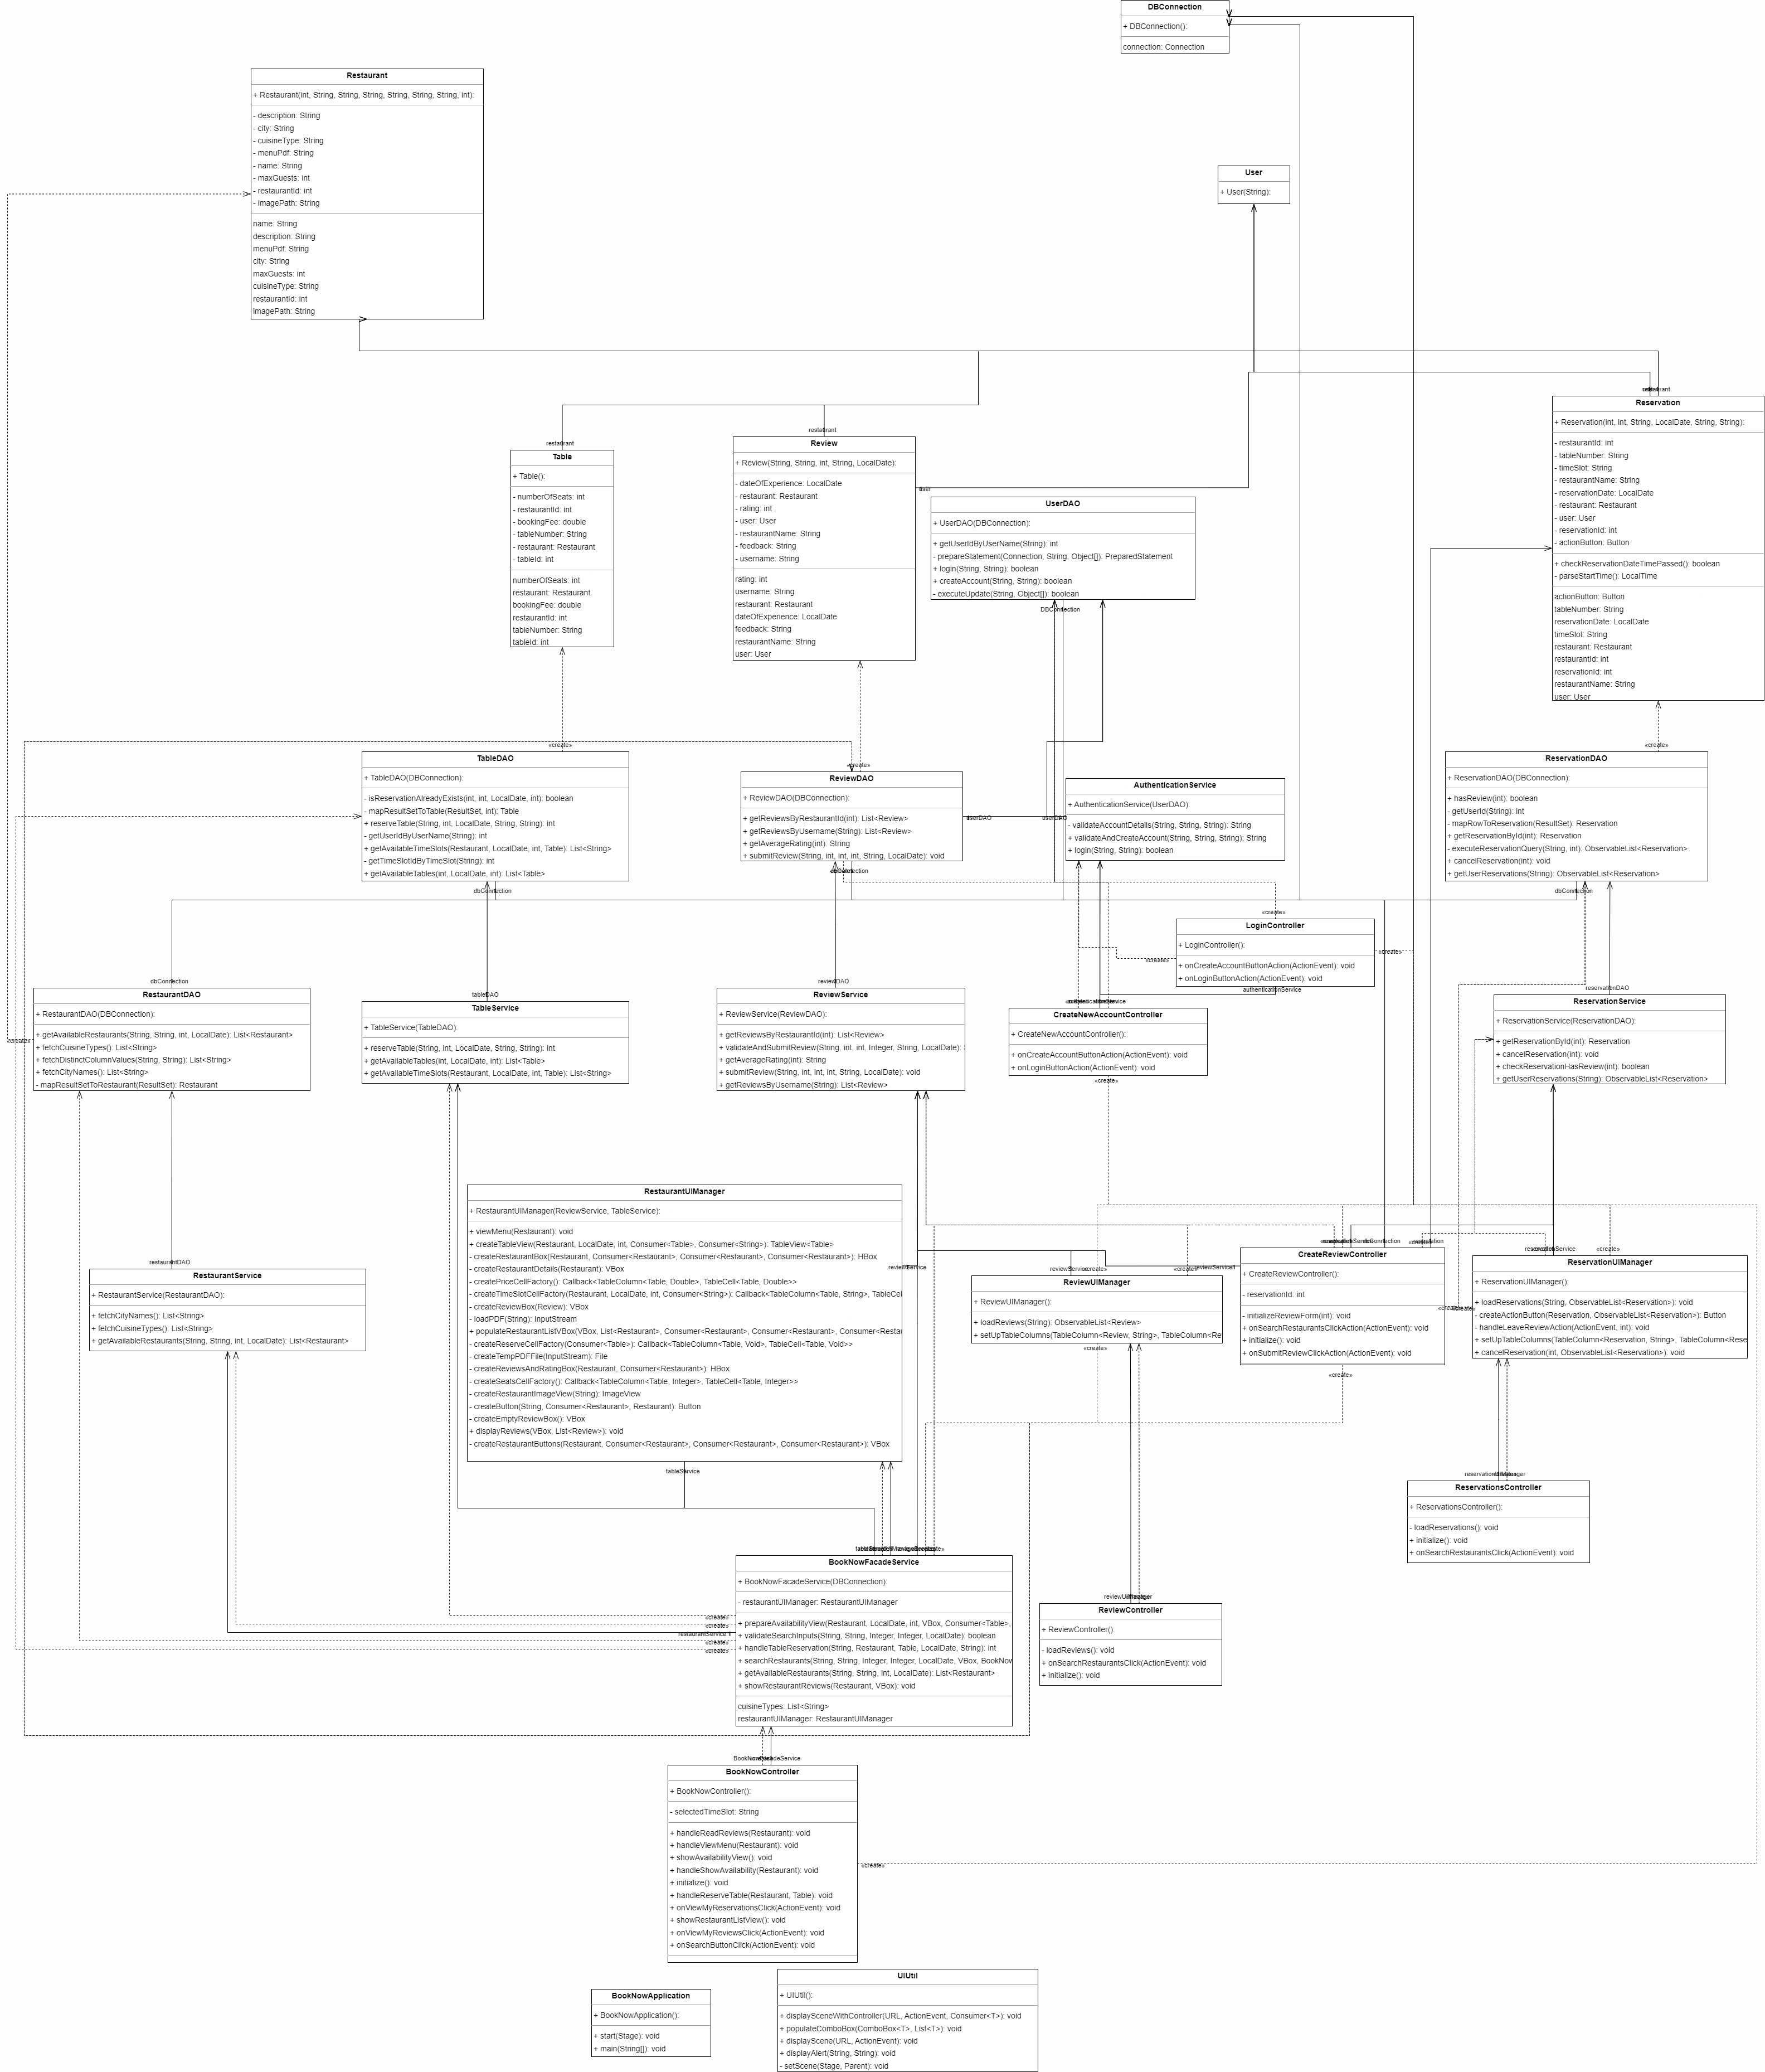 DBConnection
+ DBConnection():
connection: Connection
Restaurant
+ Restaurant(int, String, String, String, String, String, String, int):
- description: String
- city: String
- cuisineType: String
- menuPdf: String
- name: String
- maxGuests: int
- restaurantId: int
- imagePath: String
name: String
description: String
menuPdf: String
city: String
maxGuests: int
cuisineType: String
restaurantId: int
imagePath: String
User
+ User(String):
Reservation
+ Reservation(int, int, String, LocalDate, String, String):
- restaurantId: int
- tableNumber: String
- timeSlot: String
- restaurantName: String
- reservationDate: LocalDate
- restaurant: Restaurant
- user: User
- reservationId: int
- actionButton: Button
+ checkReservationDateTimePassed(): boolean
- parseStartTime(): LocalTime
actionButton: Button
tableNumber: String
reservationDate: LocalDate
timeSlot: String
restaurant: Restaurant
restaurantId: int
reservationId: int
restaurantName: String
user: User
restaurant
Table
+ Table():
- numberOfSeats: int
- restaurantId: int
- bookingFee: double
- tableNumber: String
- restaurant: Restaurant
- tableId: int
numberOfSeats: int
restaurant: Restaurant
bookingFee: double
restaurantId: int
tableNumber: String
tableId: int
restaurant
Review
+ Review(String, String, int, String, LocalDate):
- dateOfExperience: LocalDate
- restaurant: Restaurant
- rating: int
- user: User
- restaurantName: String
- feedback: String
- username: String
rating: int
username: String
restaurant: Restaurant
dateOfExperience: LocalDate
feedback: String
restaurantName: String
user: User
user
UserDAO
+ UserDAO(DBConnection):
+ getUserIdByUserName(String): int
- prepareStatement(Connection, String, Object[]): PreparedStatement
+ login(String, String): boolean
+ createAccount(String, String): boolean
- executeUpdate(String, Object[]): boolean
DBConnection
«create»
TableDAO
+ TableDAO(DBConnection):
- isReservationAlreadyExists(int, int, LocalDate, int): boolean
- mapResultSetToTable(ResultSet, int): Table
+ reserveTable(String, int, LocalDate, String, String): int
- getUserIdByUserName(String): int
+ getAvailableTimeSlots(Restaurant, LocalDate, int, Table): List<String>
- getTimeSlotIdByTimeSlot(String): int
+ getAvailableTables(int, LocalDate, int): List<Table>
dbConnection
«create»
ReviewDAO
+ ReviewDAO(DBConnection):
+ getReviewsByRestaurantId(int): List<Review>
+ getReviewsByUsername(String): List<Review>
+ getAverageRating(int): String
+ submitReview(String, int, int, int, String, LocalDate): void
userDAO
userDAO
AuthenticationService
+ AuthenticationService(UserDAO):
- validateAccountDetails(String, String, String): String
+ validateAndCreateAccount(String, String, String): String
+ login(String, String): boolean
«create»
ReservationDAO
+ ReservationDAO(DBConnection):
+ hasReview(int): boolean
- getUserId(String): int
- mapRowToReservation(ResultSet): Reservation
+ getReservationById(int): Reservation
- executeReservationQuery(String, int): ObservableList<Reservation>
+ cancelReservation(int): void
+ getUserReservations(String): ObservableList<Reservation>
dbConnection
«create»
LoginController
+ LoginController():
+ onCreateAccountButtonAction(ActionEvent): void
+ onLoginButtonAction(ActionEvent): void
«create»
«create»
authenticationService
dbConnection
RestaurantDAO
+ RestaurantDAO(DBConnection):
+ getAvailableRestaurants(String, String, int, LocalDate): List<Restaurant>
+ fetchCuisineTypes(): List<String>
+ fetchDistinctColumnValues(String, String): List<String>
+ fetchCityNames(): List<String>
- mapResultSetToRestaurant(ResultSet): Restaurant
«create»
tableDAO
TableService
+ TableService(TableDAO):
+ reserveTable(String, int, LocalDate, String, String): int
+ getAvailableTables(int, LocalDate, int): List<Table>
+ getAvailableTimeSlots(Restaurant, LocalDate, int, Table): List<String>
reviewDAO
ReviewService
+ ReviewService(ReviewDAO):
+ getReviewsByRestaurantId(int): List<Review>
+ validateAndSubmitReview(String, int, int, Integer, String, LocalDate):
+ getAverageRating(int): String
+ submitReview(String, int, int, int, String, LocalDate): void
+ getReviewsByUsername(String): List<Review>
CreateNewAccountController
+ CreateNewAccountController():
+ onCreateAccountButtonAction(ActionEvent): void
+ onLoginButtonAction(ActionEvent): void
«create»
reservationDAO
ReservationService
+ ReservationService(ReservationDAO):
+ getReservationById(int): Reservation
+ cancelReservation(int): void
+ checkReservationHasReview(int): boolean
+ getUserReservations(String): ObservableList<Reservation>
RestaurantUIManager
+ RestaurantUIManager(ReviewService, TableService):
+ viewMenu(Restaurant): void
+ createTableView(Restaurant, LocalDate, int, Consumer<Table>, Consumer<String>): TableView<Table>
- createRestaurantBox(Restaurant, Consumer<Restaurant>, Consumer<Restaurant>, Consumer<Restaurant>): HBox
- createRestaurantDetails(Restaurant): VBox
- createPriceCellFactory(): Callback<TableColumn<Table, Double>, TableCell<Table, Double>>
- createTimeSlotCellFactory(Restaurant, LocalDate, int, Consumer<String>): Callback<TableColumn<Table, String>, TableCel
- createReviewBox(Review): VBox
- loadPDF(String): InputStream
+ populateRestaurantListVBox(VBox, List<Restaurant>, Consumer<Restaurant>, Consumer<Restaurant>, Consumer<Restau
- createReserveCellFactory(Consumer<Table>): Callback<TableColumn<Table, Void>, TableCell<Table, Void>>
- createTempPDFFile(InputStream): File
- createReviewsAndRatingBox(Restaurant, Consumer<Restaurant>): HBox
- createSeatsCellFactory(): Callback<TableColumn<Table, Integer>, TableCell<Table, Integer>>
- createRestaurantImageView(String): ImageView
- createButton(String, Consumer<Restaurant>, Restaurant): Button
- createEmptyReviewBox(): VBox
+ displayReviews(VBox, List<Review>): void
- createRestaurantButtons(Restaurant, Consumer<Restaurant>, Consumer<Restaurant>, Consumer<Restaurant>): VBox
reviewService
tableService
restaurantDAO
RestaurantService
+ RestaurantService(RestaurantDAO):
+ fetchCityNames(): List<String>
+ fetchCuisineTypes(): List<String>
+ getAvailableRestaurants(String, String, int, LocalDate): List<Restaurant>
reviewService
«create»
«create»
ReviewUIManager
+ ReviewUIManager():
+ loadReviews(String): ObservableList<Review>
+ setUpTableColumns(TableColumn<Review, String>, TableColumn<Re
«create»
reviewService
CreateReviewController
+ CreateReviewController():
- reservationId: int
- initializeReviewForm(int): void
+ onSearchRestaurantsClickAction(ActionEvent): void
+ initialize(): void
+ onSubmitReviewClickAction(ActionEvent): void
«create»
«create»
ReservationUIManager
+ ReservationUIManager():
+ loadReservations(String, ObservableList<Reservation>): void
- createActionButton(Reservation, ObservableList<Reservation>): Button
- handleLeaveReviewAction(ActionEvent, int): void
+ setUpTableColumns(TableColumn<Reservation, String>, TableColumn<Rese
+ cancelReservation(int, ObservableList<Reservation>): void
ReservationsController
+ ReservationsController():
- loadReservations(): void
+ initialize(): void
+ onSearchRestaurantsClick(ActionEvent): void
BookNowFacadeService
+ BookNowFacadeService(DBConnection):
- restaurantUIManager: RestaurantUIManager
+ prepareAvailabilityView(Restaurant, LocalDate, int, VBox, Consumer<Table>,
+ validateSearchInputs(String, String, Integer, Integer, LocalDate): boolean
+ handleTableReservation(String, Restaurant, Table, LocalDate, String): int
+ searchRestaurants(String, String, Integer, Integer, LocalDate, VBox, BookNow
+ getAvailableRestaurants(String, String, int, LocalDate): List<Restaurant>
+ showRestaurantReviews(Restaurant, VBox): void
cuisineTypes: List<String>
restaurantUIManager: RestaurantUIManager
«create»
«create»
restaurantService
«create»
«create»
ReviewController
+ ReviewController():
- loadReviews(): void
+ onSearchRestaurantsClick(ActionEvent): void
+ initialize(): void
BookNowController
+ BookNowController():
- selectedTimeSlot: String
+ handleReadReviews(Restaurant): void
+ handleViewMenu(Restaurant): void
+ showAvailabilityView(): void
+ handleShowAvailability(Restaurant): void
+ initialize(): void
+ handleReserveTable(Restaurant, Table): void
+ onViewMyReservationsClick(ActionEvent): void
+ showRestaurantListView(): void
+ onViewMyReviewsClick(ActionEvent): void
+ onSearchButtonClick(ActionEvent): void
«create»
BookNowApplication
+ BookNowApplication():
+ start(Stage): void
+ main(String[]): void
UIUtil
+ UIUtil():
+ displaySceneWithController(URL, ActionEvent, Consumer<T>): void
+ populateComboBox(ComboBox<T>, List<T>): void
+ displayScene(URL, ActionEvent): void
+ displayAlert(String, String): void
- setScene(Stage, Parent): void